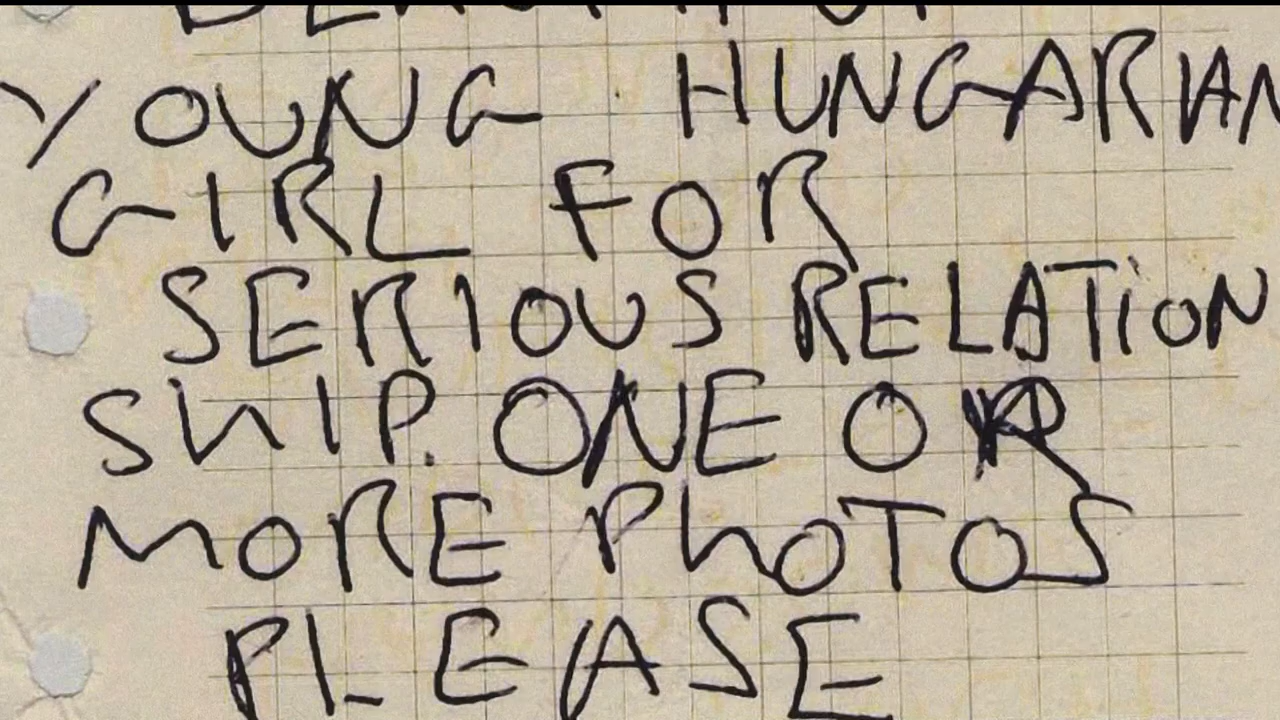 YOUNG HUNGARIAN
GIRL FOR
SERIOUS RELATION
SHIP. ONE OR
MORE PHOTOS
PLEASE